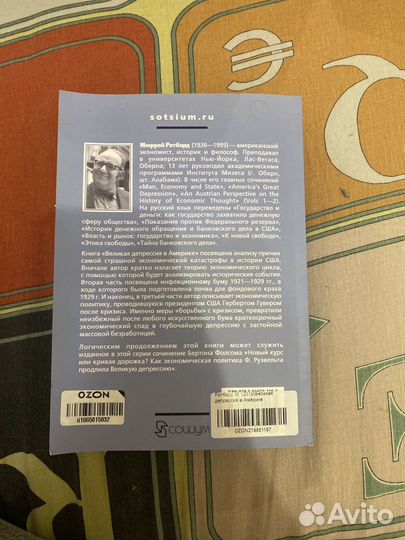 sotsium.ru
Мюррей Ротбард (1926—1995) — американский
экономист, историк и философ. Преподавал
в университетах Нью-Йорка, Лас-Вегаса,
Оберна; 13 лет руководил академическими
программами Института Мизеса (г. Оберн,
шт. Алабама). В числе его главных сочинений
«Man, Economy and State», «America's Great
Depression», «An Austrian Perspective on the
History of Economic Thought» (Vols 1—2).
На русский язык переведены «Государство и
деньги: как государство захватило денежную
сферу общества», «Показания против Федерального резерва»,
«История денежного обращения и банковского дела в США»,
«Власть и рынок: государство и экономика», «К новой свободе»,
«Этика свободы», «Тайна банковского дела».
Книга «Великая депрессия в Америке» посвящена анализу причин
самой страшной экономической катастрофы в истории США.
Вначале автор кратко излагает теорию экономического цикла,
с помощью которой будет анализировать исторические события.
Вторая часть посвящена инфляционному буму 1921—1929 гг., в
ходе которого была подготовлена почва для фондового краха
1929 г. И наконец, в третьей части автор описывает экономическую
политику, проводившуюся президентом США Гербертом Гувером
после кризиса. Именно меры «борьбы» с кризисом, превратили
неизбежный после любого искусственного бума краткосрочный
экономический спад в глубочайшую депрессию с застойной
массовой безработицей.
Логическим продолжением этой книги может служить
изданное в этой серии сочинение Бертона Фолсома «Новый курс
или кривая дорожка? Как экономическая политика Ф. Рузвельта
продлила Великую депрессию».
OZON
социум
депрессия в Америке
OZON219851167
Avito